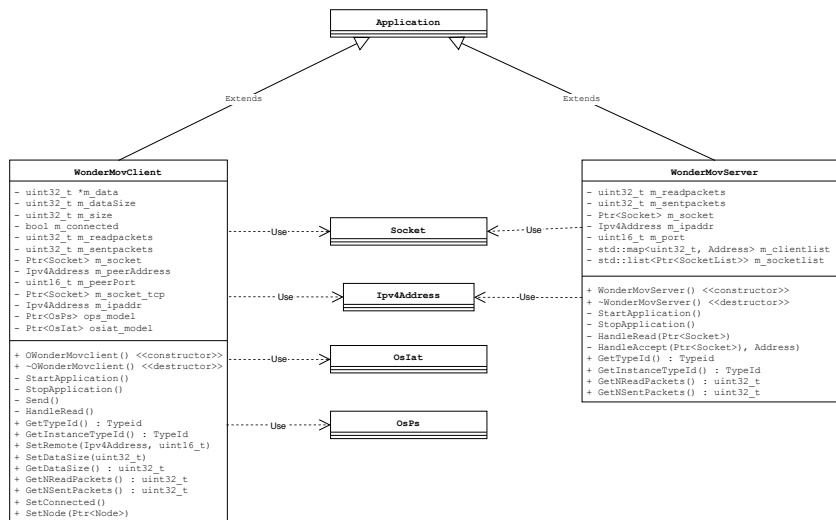 Application
Extends
Extends
WonderMovClient
- uint32_t *m_data
- uint32_t m_dataSize
- uint32_t m_size
- bool m_connected
- uint32_t m_readpackets
- uint32_t m_sentpackets
- Ptr<Socket> m_socket
- Ipv4Address m_peerAddress
- uint16_t m_peerPort
- Ptr<Socket> m_socket_tcp
- Ipv4Address m_ipaddr
- Ptr<OsPs> ops_model
- Ptr<OsIat> osiat_model
+ OWonderMovclient() <<constructor>>
+ ~OWonderMovclient() <<destructor>>
- StartApplication()
- StopApplication()
- Send()
- HandleRead()
+ GetTypeId() : Typeid
+ GetInstanceTypeId() : TypeId
+ SetRemote(Ipv4Address, uint16_t)
+ SetDataSize(uint32_t)
+ GetDataSize() : uint32_t
+ GetNReadPackets() : uint32_t
+ GetNSentPackets() : uint32_t
+ SetConnected()
+ SetNode(Ptr<Node>)
Use
Socket
Use
Use
Ipv4Address
Use
Use
OsIat
Use
OsPs
WonderMovServer
- uint32_t m_readpackets
- uint32_t m_sentpackets
- Ptr<Socket> m_socket
- Ipv4Address m_ipaddr
- uint16_t m_port
- std::map<uint32_t, Address> m_clientlist
- std::list<Ptr<SocketList>> m_socketlist
+ WonderMovServer() <<constructor>>
+ ~WonderMovServer() <<destructor>>
- StartApplication()
- StopApplication()
- HandleRead(Ptr<Socket>)
- HandleAccept(Ptr<Socket>), Address)
+ GetTypeId() : Typeid
+ GetInstanceTypeId() : TypeId
+ GetNReadPackets() : uint32_t
+ GetNSentPackets() : uint32_t